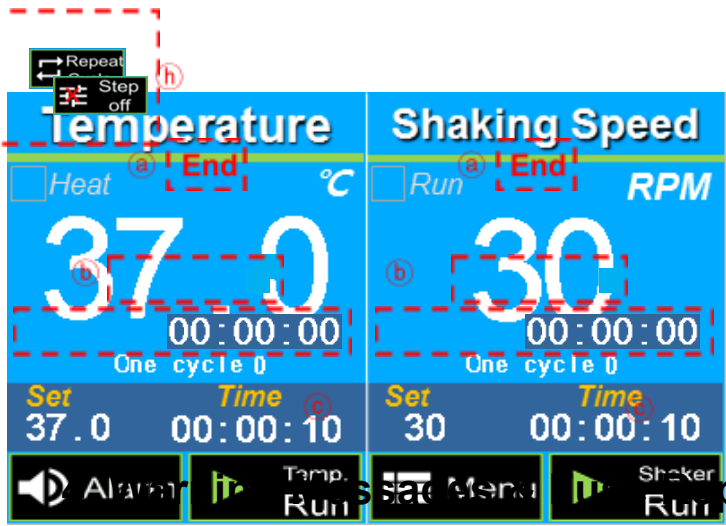 Repeat
Step
off
ⓗ
Temperature
Shaking Speed
ⓐ End
ⓐ End
Heat
°C
Run
RPM
37.0
30
ⓑ
ⓑ
00:00:00
00:00:00
One cycle 0
One cycle 0
Set
Time
ⓒ
Set
Time
ⓒ
37.0
00:00:10
30
00:00:10
Alarm
Temp.
Run
Menu
Shaker
Run